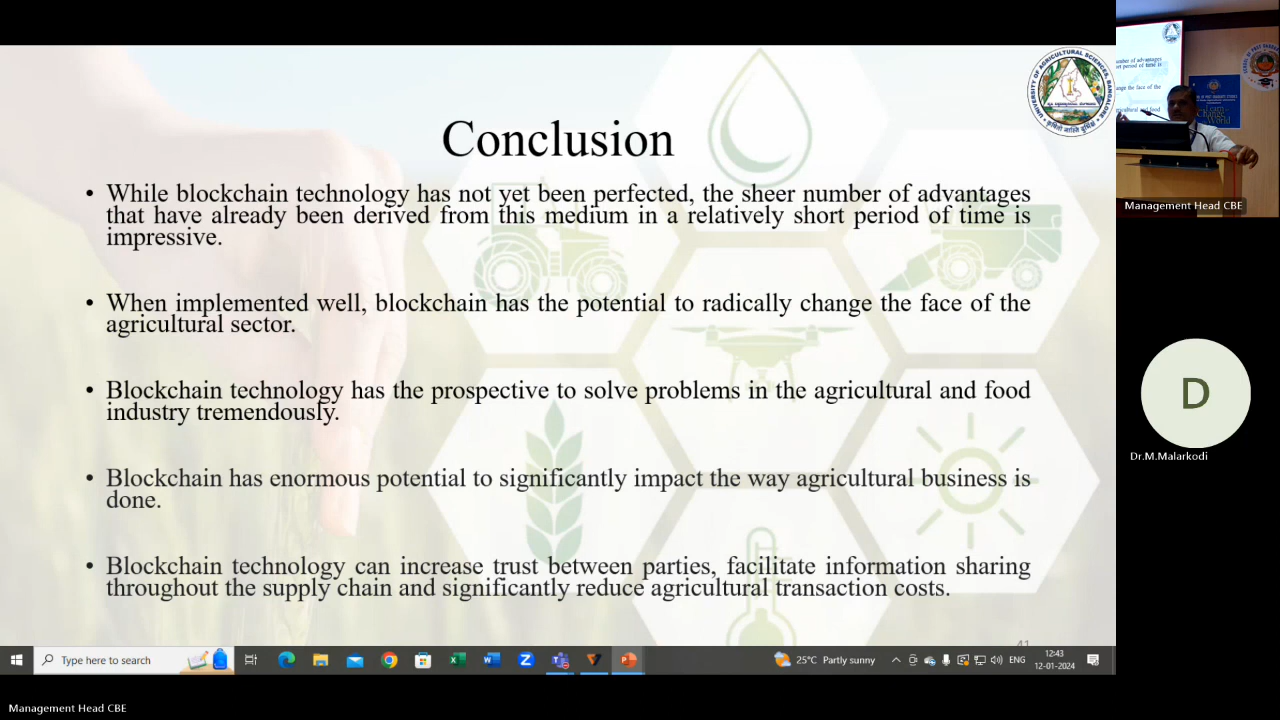 Conclusion
• While blockchain technology has not yet been perfected, the sheer number of advantages
that have already been derived from this medium in a relatively short period of time is
impressive.
• When implemented well, blockchain has the potential to radically change the face of the
agricultural sector.
• Blockchain technology has the prospective to solve problems in the agricultural and food
industry tremendously.
• Blockchain has enormous potential to significantly impact the way agricultural business is
done.
• Blockchain technology can increase trust between parties, facilitate information sharing
throughout the supply chain and significantly reduce agricultural transaction costs.
UNIVERSITY OF AGRICULTURAL SCIENCES, BANGALORE
Management Head CBE
D
Dr.M.Malarkodi
Type here to search
25°C Partly sunny
ENG
12:43
12-01-2024
Management Head CBE